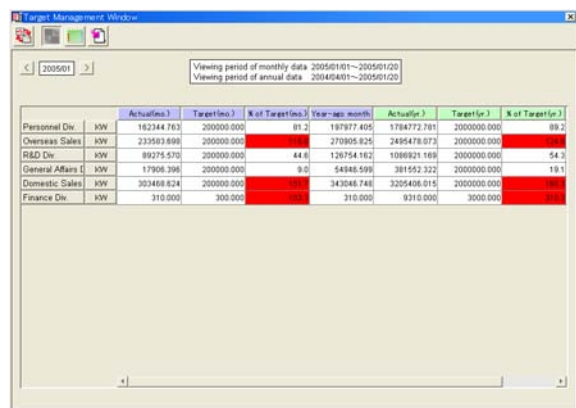 Target Management Window
< 2005/01 >
Viewing period of monthly data 2005/01/01~2005/01/20
Viewing period of annual data 2004/04/01~2005/01/20
Actual(mo.) Target(mo.) % of Target(mo.) Year-ago month Actual(yr.) Target(yr.) % of Target(yr.)
Personnel Div. KW 162344.763 200000.000 81.2 197977.405 1784772.781 2000000.000 89.2
Overseas Sales KW 233583.698 200000.000 270905.825 2495478.073 2000000.000
R&D Div. KW 89275.570 200000.000 44.6 126754.162 1086921.169 2000000.000 54.3
General Affairs D KW 17906.396 200000.000 9.0 54946.599 381552.322 2000000.000 19.1
Domestic Sales KW 303468.624 200000.000 343046.748 3205406.015 2000000.000
Finance Div. KW 310.000 300.000 310.000 9310.000 3000.000